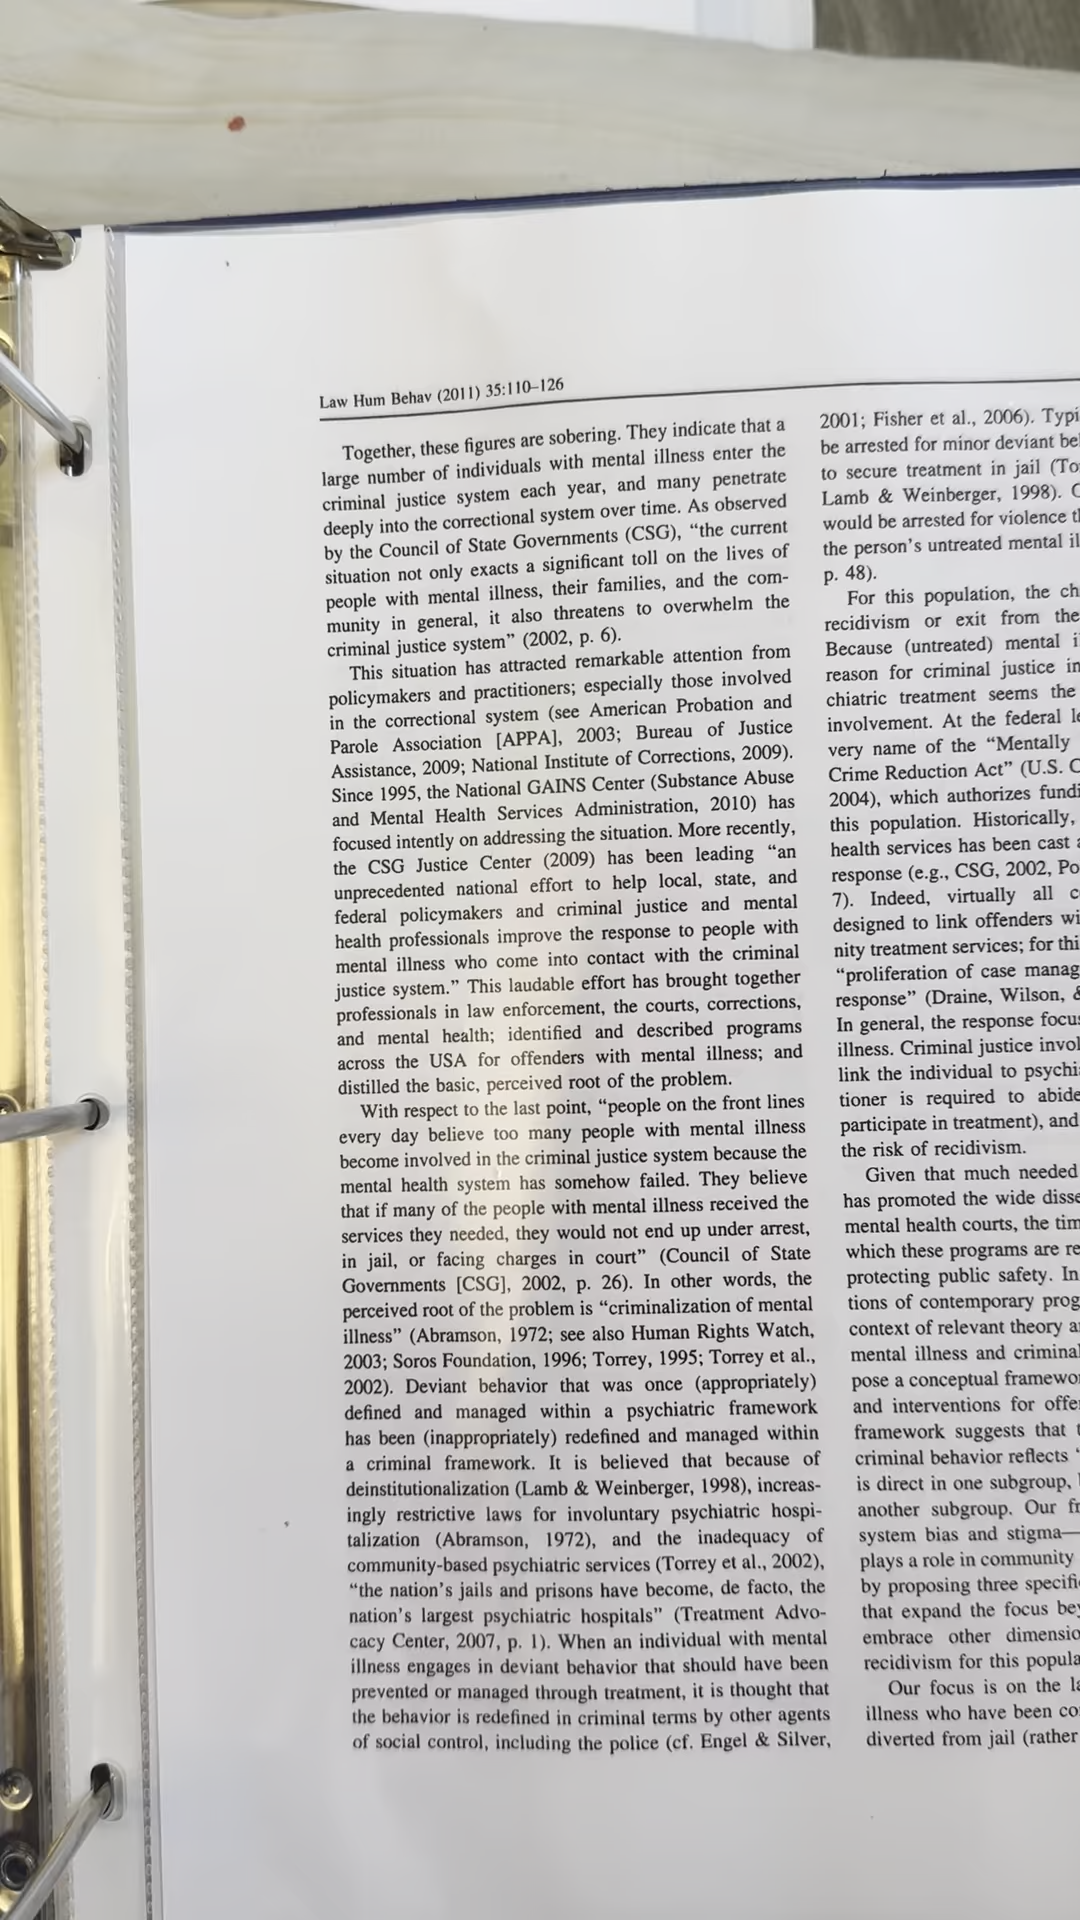 Law Hum Behav (2011) 35:110–126
Together, these figures are sobering. They indicate that a
large number of individuals with mental illness enter the
criminal justice system each year, and many penetrate
deeply into the correctional system over time. As observed
by the Council of State Governments (CSG), “the current
situation not only exacts a significant toll on the lives of
people with mental illness, their families, and the com-
munity in general, it also threatens to overwhelm the
criminal justice system” (2002, p. 6).
This situation has attracted remarkable attention from
policymakers and practitioners; especially those involved
in the correctional system (see American Probation and
Parole Association [APPA], 2003; Bureau of Justice
Assistance, 2009; National Institute of Corrections, 2009).
Since 1995, the National GAINS Center (Substance Abuse
and Mental Health Services Administration, 2010) has
focused intently on addressing the situation. More recently,
the CSG Justice Center (2009) has been leading “an
unprecedented national effort to help local, state, and
federal policymakers and criminal justice and mental
health professionals improve the response to people with
mental illness who come into contact with the criminal
justice system.” This laudable effort has brought together
professionals in law enforcement, the courts, corrections,
and mental health; identified and described programs
across the USA for offenders with mental illness; and
distilled the basic, perceived root of the problem.
With respect to the last point, “people on the front lines
every day believe too many people with mental illness
become involved in the criminal justice system because the
mental health system has somehow failed. They believe
that if many of the people with mental illness received the
services they needed, they would not end up under arrest,
in jail, or facing charges in court” (Council of State
Governments [CSG], 2002, p. 26). In other words, the
perceived root of the problem is “criminalization of mental
illness” (Abramson, 1972; see also Human Rights Watch,
2003; Soros Foundation, 1996; Torrey, 1995; Torrey et al.,
2002). Deviant behavior that was once (appropriately)
defined and managed within a psychiatric framework
has been (inappropriately) redefined and managed within
a criminal framework. It is believed that because of
deinstitutionalization (Lamb & Weinberger, 1998), increas-
ingly restrictive laws for involuntary psychiatric hospi-
talization (Abramson, 1972), and the inadequacy of
community-based psychiatric services (Torrey et al., 2002),
“the nation’s jails and prisons have become, de facto, the
nation’s largest psychiatric hospitals” (Treatment Advo-
cacy Center, 2007, p. 1). When an individual with mental
illness engages in deviant behavior that should have been
prevented or managed through treatment, it is thought that
the behavior is redefined in criminal terms by other agents
of social control, including the police (cf. Engel & Silver,
2001; Fisher et al., 2006). Typi
be arrested for minor deviant be
to secure treatment in jail (To
Lamb & Weinberger, 1998). C
would be arrested for violence t
the person’s untreated mental il
p. 48).
For this population, the ch
recidivism or exit from the
Because (untreated) mental i
reason for criminal justice in
chiatric treatment seems the
involvement. At the federal le
very name of the “Mentally
Crime Reduction Act” (U.S. C
2004), which authorizes fundi
this population. Historically,
health services has been cast a
response (e.g., CSG, 2002, Po
7). Indeed, virtually all c
designed to link offenders wi
nity treatment services; for thi
“proliferation of case manag
response” (Draine, Wilson, &
In general, the response focus
illness. Criminal justice invol
link the individual to psychi
tioner is required to abide
participate in treatment), and
the risk of recidivism.
Given that much needed
has promoted the wide disse
mental health courts, the tim
which these programs are re
protecting public safety. In
tions of contemporary prog
context of relevant theory a
mental illness and criminal
pose a conceptual framewo
and interventions for offe
framework suggests that t
criminal behavior reflects ‘
is direct in one subgroup,
another subgroup. Our fr
system bias and stigma—
plays a role in community
by proposing three specifi
that expand the focus bey
embrace other dimensio
recidivism for this popula
Our focus is on the la
illness who have been co
diverted from jail (rather